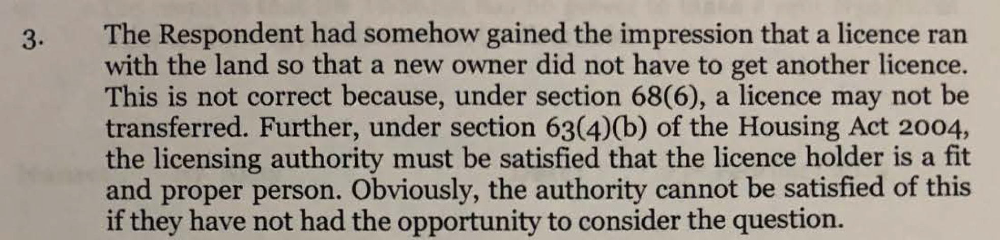 3. The Respondent had somehow gained the impression that a licence ran
with the land so that a new owner did not have to get another licence.
This is not correct because, under section 68(6), a licence may not be
transferred. Further, under section 63(4)(b) of the Housing Act 2004,
the licensing authority must be satisfied that the licence holder is a fit
and proper person. Obviously, the authority cannot be satisfied of this
if they have not had the opportunity to consider the question.